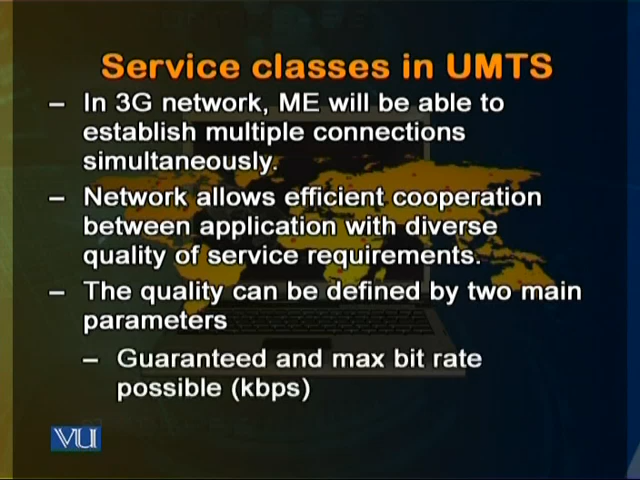 Service classes in UMTS
– In 3G network, ME will be able to
establish multiple connections
simultaneously.
– Network allows efficient cooperation
between application with diverse
quality of service requirements.
– The quality can be defined by two main
parameters
– Guaranteed and max bit rate
possible (kbps)
VU